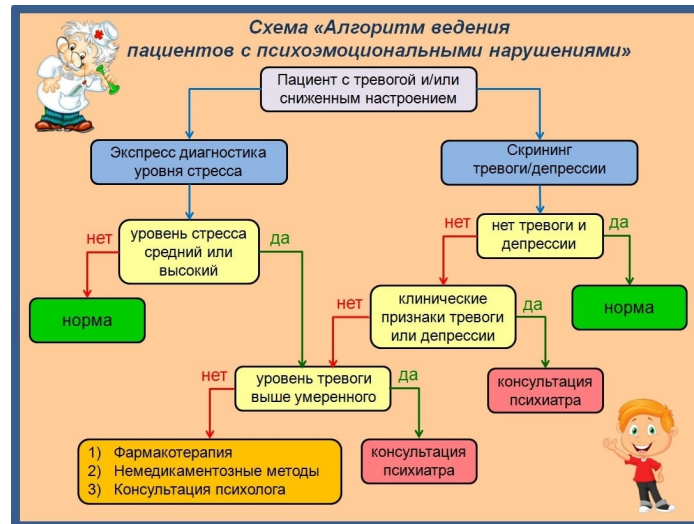 Схема «Алгоритм ведения
пациентов с психоэмоциональными нарушениями»
Пациент с тревогой и/или
сниженным настроением
Экспресс диагностика
уровня стресса
Скрининг
тревоги/депрессии
нет
уровень стресса
средний или
высокий
да
нет
нет тревоги и
депрессии
да
норма
нет
клинические
признаки тревоги
или депрессии
да
норма
нет
уровень тревоги
выше умеренного
да
консультация
психиатра
1) Фармакотерапия
2) Немедикаментозные методы
3) Консультация психолога
консультация
психиатра